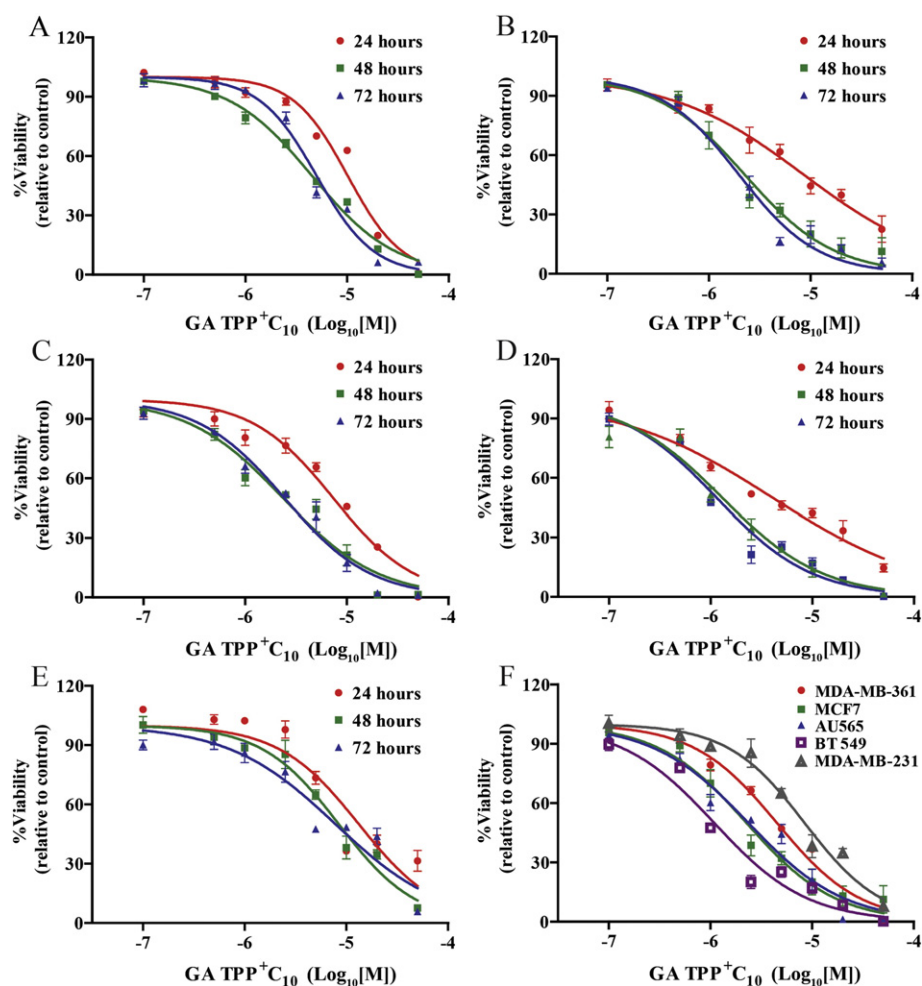 A
120
90
60
30
0
%Viability
(relative to control)
24 hours
48 hours
72 hours
-7
-6
-5
-4
GA TPP⁺C₁₀ (Log₁₀[M])
B
120
90
60
30
0
%Viability
(relative to control)
24 hours
48 hours
72 hours
-7
-6
-5
-4
GA TPP⁺C₁₀ (Log₁₀[M])
C
120
90
60
30
0
%Viability
(relative to control)
24 hours
48 hours
72 hours
-7
-6
-5
-4
GA TPP⁺C₁₀ (Log₁₀[M])
D
120
90
60
30
0
%Viability
(relative to control)
24 hours
48 hours
72 hours
-7
-6
-5
-4
GA TPP⁺C₁₀ (Log₁₀[M])
E
120
90
60
30
0
%Viability
(relative to control)
24 hours
48 hours
72 hours
-7
-6
-5
-4
GA TPP⁺C₁₀ (Log₁₀[M])
F
120
90
60
30
0
%Viability
(relative to control)
MDA-MB-361
MCF7
AU565
BT 549
MDA-MB-231
-7
-6
-5
-4
GA TPP⁺C₁₀ (Log₁₀[M])